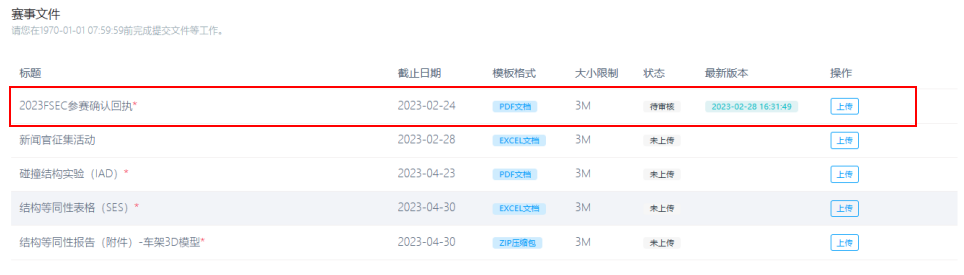 赛事文件
请您在1970-01-01 07:59:59前完成提交文件等工作。
标题 截止日期 模板格式 大小限制 状态 最新版本 操作
2023FSEC参赛确认回执* 2023-02-24 PDF文档 3M 待审核 2023-02-28 16:31:49 上传
新闻官征集活动 2023-02-28 EXCEL文档 3M 未上传 上传
碰撞结构实验（IAD）* 2023-04-23 PDF文档 3M 未上传 上传
结构等同性表格（SES）* 2023-04-30 EXCEL文档 3M 未上传 上传
结构等同性报告（附件）-车架3D模型* 2023-04-30 ZIP压缩包 3M 未上传 上传